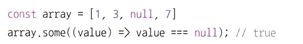 const array = [1, 3, null, 7]
array.some((value) => value === null); // true